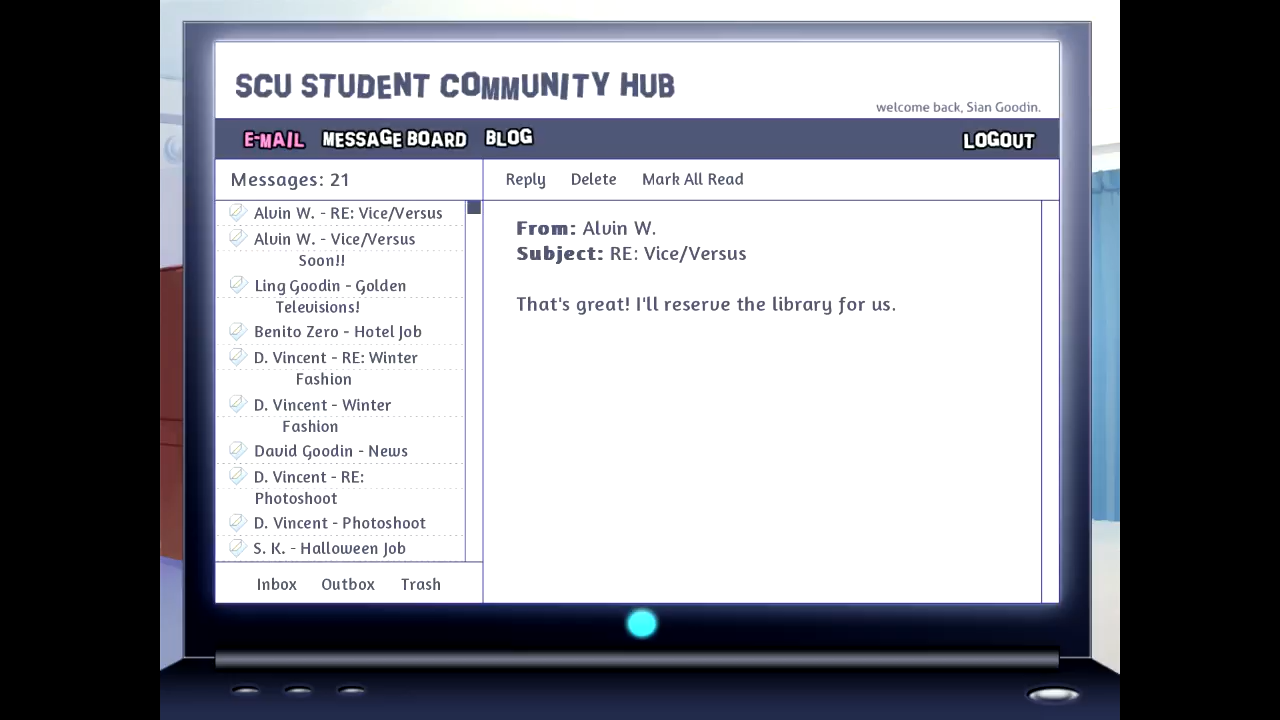 SCU STUDENT COMMUNITY HUB
welcome back, Sian Goodin.
E-MAIL MESSAGE BOARD BLOG LOGOUT
Messages: 21
Reply Delete Mark All Read
Alvin W. - RE: Vice/Versus
Alvin W. - Vice/Versus
Soon!!
Ling Goodin - Golden
Televisions!
Benito Zero - Hotel Job
D. Vincent - RE: Winter
Fashion
D. Vincent - Winter
Fashion
David Goodin - News
D. Vincent - RE:
Photoshoot
D. Vincent - Photoshoot
S. K. - Halloween Job
Inbox Outbox Trash
From: Alvin W.
Subject: RE: Vice/Versus
That's great! I'll reserve the library for us.